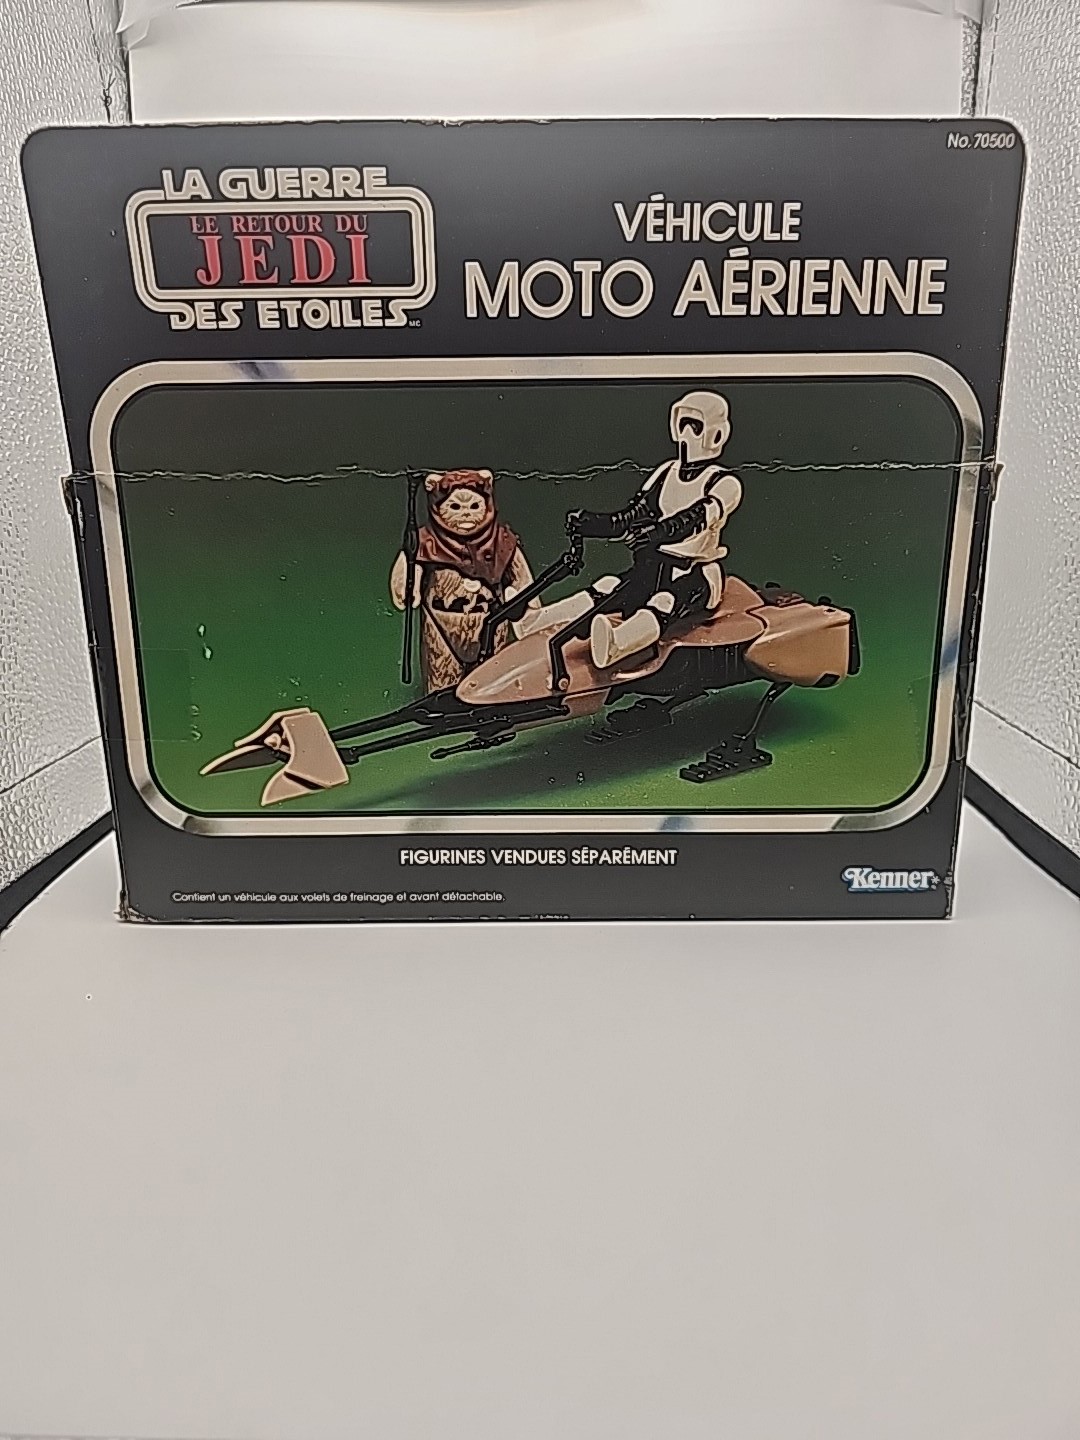 No. 70500
LA GUERRE
LE RETOUR DU
JEDI
DES ETOILES MC
VÉHICULE
MOTO AÉRIENNE
FIGURINES VENDUES SÉPARÉMENT
Contient un véhicule aux volets de freinage et avant détachable.
Kenner